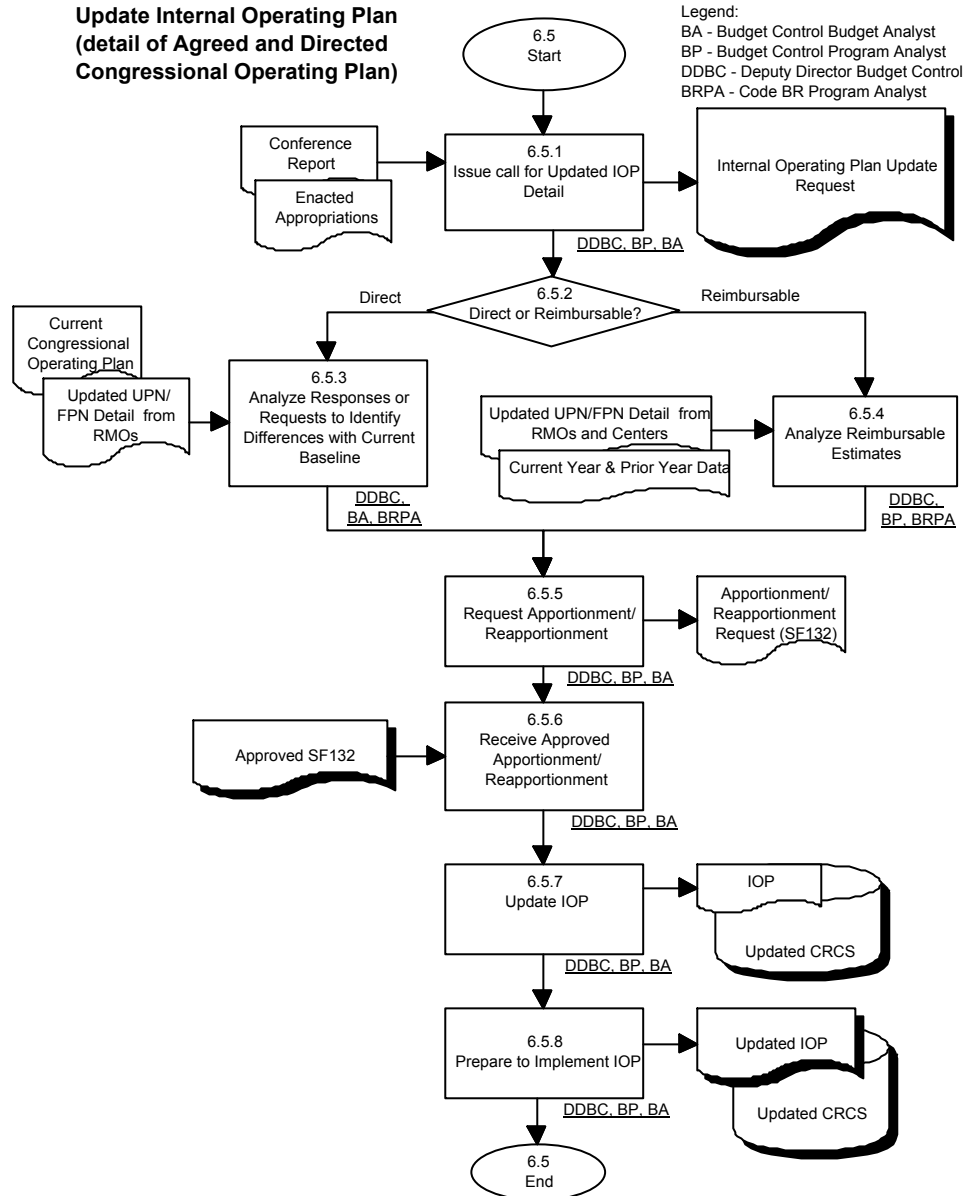 Update Internal Operating Plan
(detail of Agreed and Directed
Congressional Operating Plan)
Legend:
BA - Budget Control Budget Analyst
BP - Budget Control Program Analyst
DDBC - Deputy Director Budget Control
BRPA - Code BR Program Analyst
6.5
Start
Conference
Report
Enacted
Appropriations
6.5.1
Issue call for Updated IOP
Detail
Internal Operating Plan Update
Request
DDBC, BP, BA
Direct
6.5.2
Direct or Reimbursable?
Reimbursable
Current
Congressional
Operating Plan
Updated UPN/
FPN Detail from
RMOs
6.5.3
Analyze Responses or
Requests to Identify
Differences with Current
Baseline
DDBC,
BA, BRPA
Updated UPN/FPN Detail from
RMOs and Centers
Current Year & Prior Year Data
6.5.4
Analyze Reimbursable
Estimates
DDBC,
BP, BRPA
6.5.5
Request Apportionment/
Reapportionment
Apportionment/
Reapportionment
Request (SF132)
DDBC, BP, BA
Approved SF132
6.5.6
Receive Approved
Apportionment/
Reapportionment
DDBC, BP, BA
6.5.7
Update IOP
IOP
Updated CRCS
DDBC, BP, BA
6.5.8
Prepare to Implement IOP
Updated IOP
Updated CRCS
DDBC, BP, BA
6.5
End